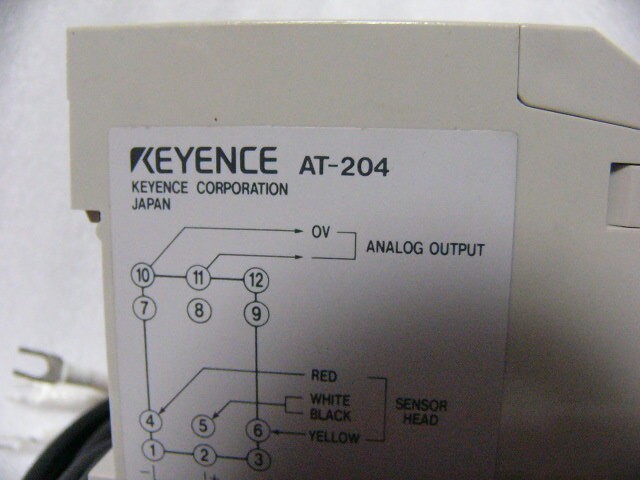 KEYENCE AT-204
KEYENCE CORPORATION
JAPAN
0V
ANALOG OUTPUT
10 11 12
7 8 9
RED
WHITE
BLACK
SENSOR
HEAD
4 5 6
YELLOW
1 2 3
− +